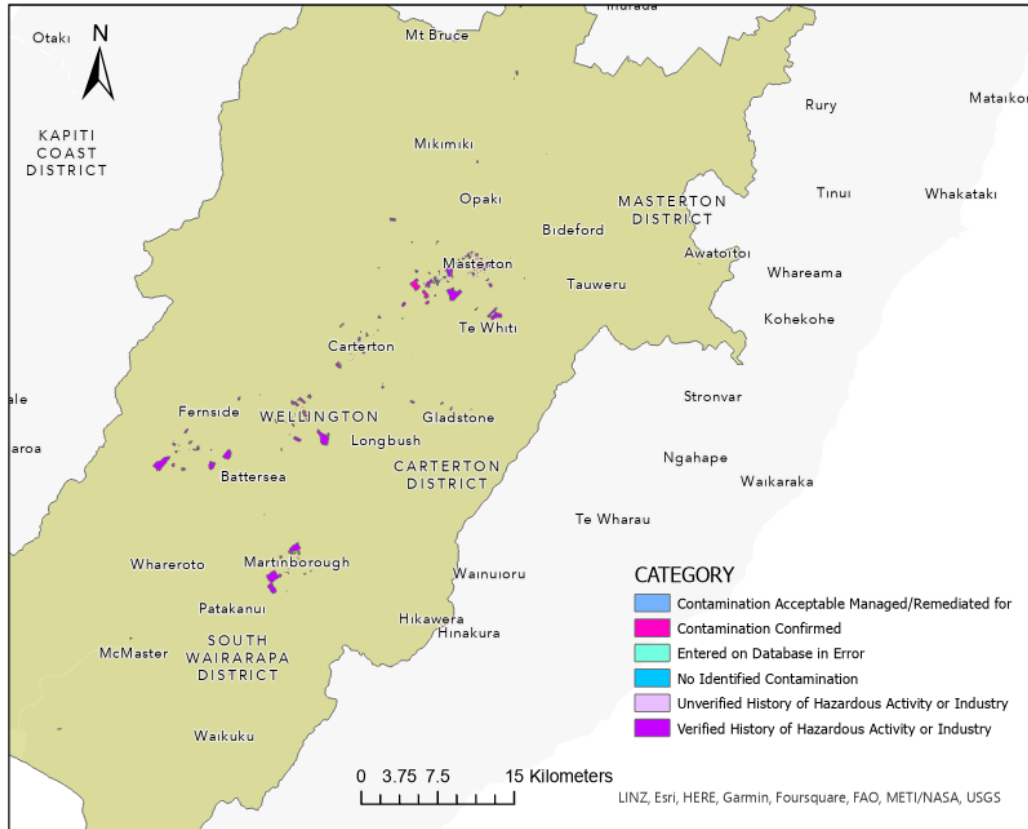 Mt Bruce
Otaki
N
Rury
Mataikor
KAPITI
COAST
DISTRICT
Mikimiki
Opaki
MASTERTON
DISTRICT
Tinui
Whakataki
Bideford
Awatoitoi
Masterton
Whareama
Tauweru
Kohekohe
Te Whiti
Carterton
Stronvar
ale
Fernside
WELLINGTON
Gladstone
aroa
Longbush
Ngahape
CARTERTON
DISTRICT
Battersea
Waikaraka
Te Wharau
Whareroto
Martinborough
Wainuioru
CATEGORY
Contamination Acceptable Managed/Remediated for
Contamination Confirmed
Entered on Database in Error
No Identified Contamination
Unverified History of Hazardous Activity or Industry
Verified History of Hazardous Activity or Industry
Patakanui
Hikawera
Hinakura
SOUTH
WAIRARAPA
DISTRICT
McMaster
Waikuku
0 3.75 7.5 15 Kilometers
LINZ, Esri, HERE, Garmin, Foursquare, FAO, METI/NASA, USGS